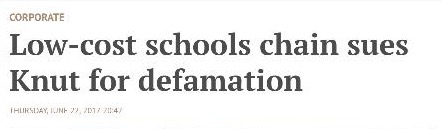 CORPORATE
Low-cost schools chain sues
Knut for defamation
THURSDAY, JUNE 22, 2017 20:47